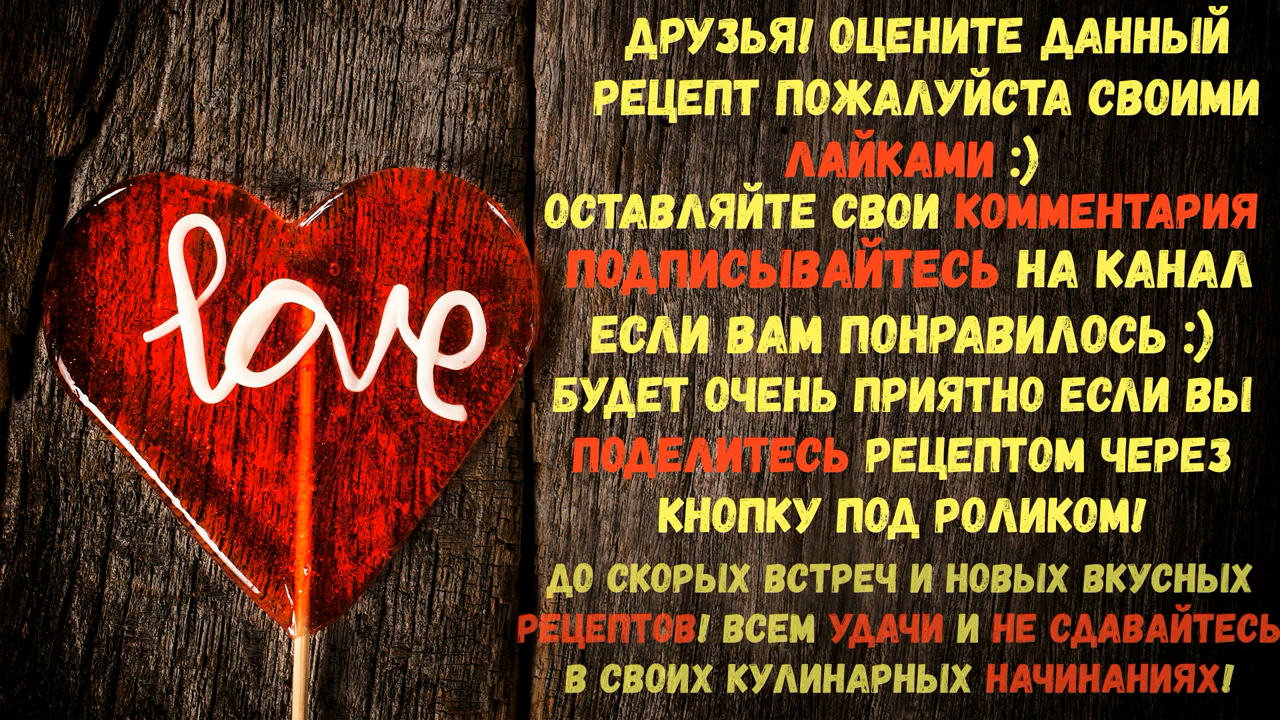 love
ДРУЗЬЯ! ОЦЕНИТЕ ДАННЫЙ
РЕЦЕПТ ПОЖАЛУЙСТА СВОИМИ
ЛАЙКАМИ :)
ОСТАВЛЯЙТЕ СВОИ КОММЕНТАРИЯ
ПОДПИСЫВАЙТЕСЬ НА КАНАЛ
ЕСЛИ ВАМ ПОНРАВИЛОСЬ :)
БУДЕТ ОЧЕНЬ ПРИЯТНО ЕСЛИ ВЫ
ПОДЕЛИТЕСЬ РЕЦЕПТОМ ЧЕРЕЗ
КНОПКУ ПОД РОЛИКОМ!
ДО СКОРЫХ ВСТРЕЧ И НОВЫХ ВКУСНЫХ
РЕЦЕПТОВ! ВСЕМ УДАЧИ И НЕ СДАВАЙТЕСЬ
В СВОИХ КУЛИНАРНЫХ НАЧИНАНИЯХ!